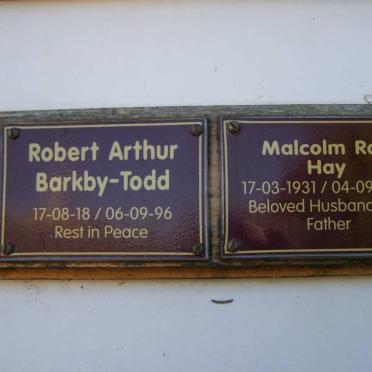 Robert Arthur
Barkby-Todd
17-08-18 / 06-09-96
Rest in Peace
Malcolm
Hay
17-03-1931 / 04-09
Beloved Husband
Father